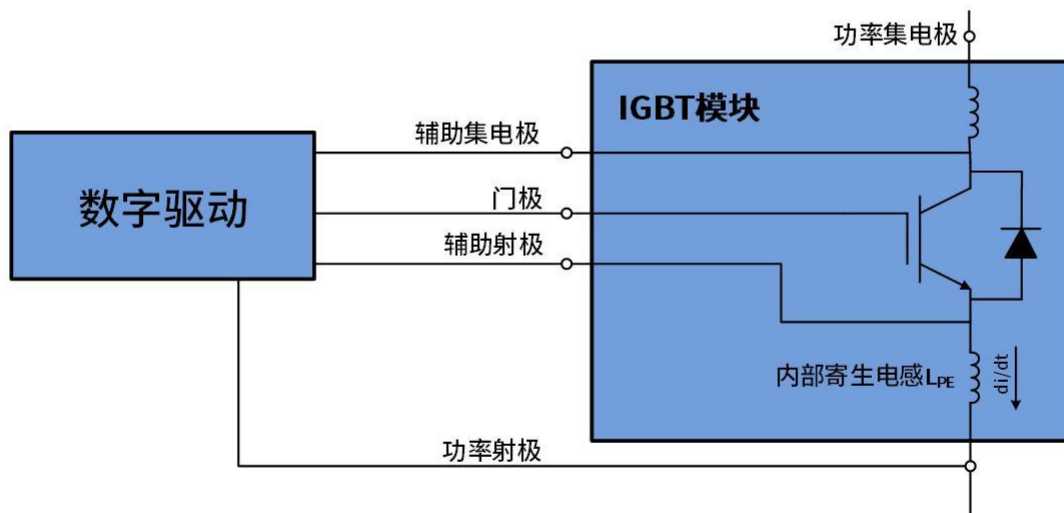 功率集电极
IGBT模块
辅助集电极
数字驱动
门极
辅助射极
内部寄生电感LPE
di/dt
功率射极